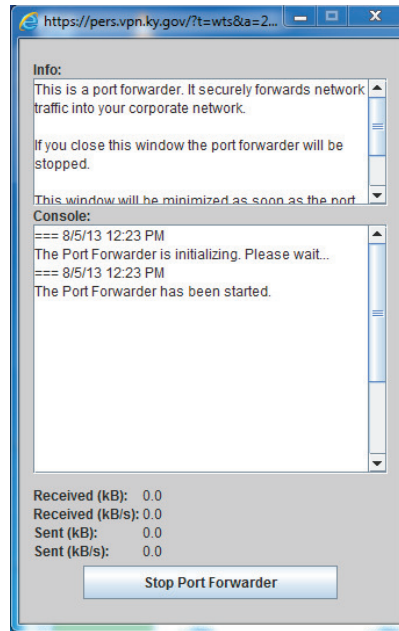 https://pers.vpn.ky.gov/?t=wts&a=2...
Info:
This is a port forwarder. It securely forwards network
traffic into your corporate network.
If you close this window the port forwarder will be
stopped.
This window will be minimized as soon as the port
Console:
=== 8/5/13 12:23 PM
The Port Forwarder is initializing. Please wait...
=== 8/5/13 12:23 PM
The Port Forwarder has been started.
Received (kB): 0.0
Received (kB/s): 0.0
Sent (kB): 0.0
Sent (kB/s): 0.0
Stop Port Forwarder